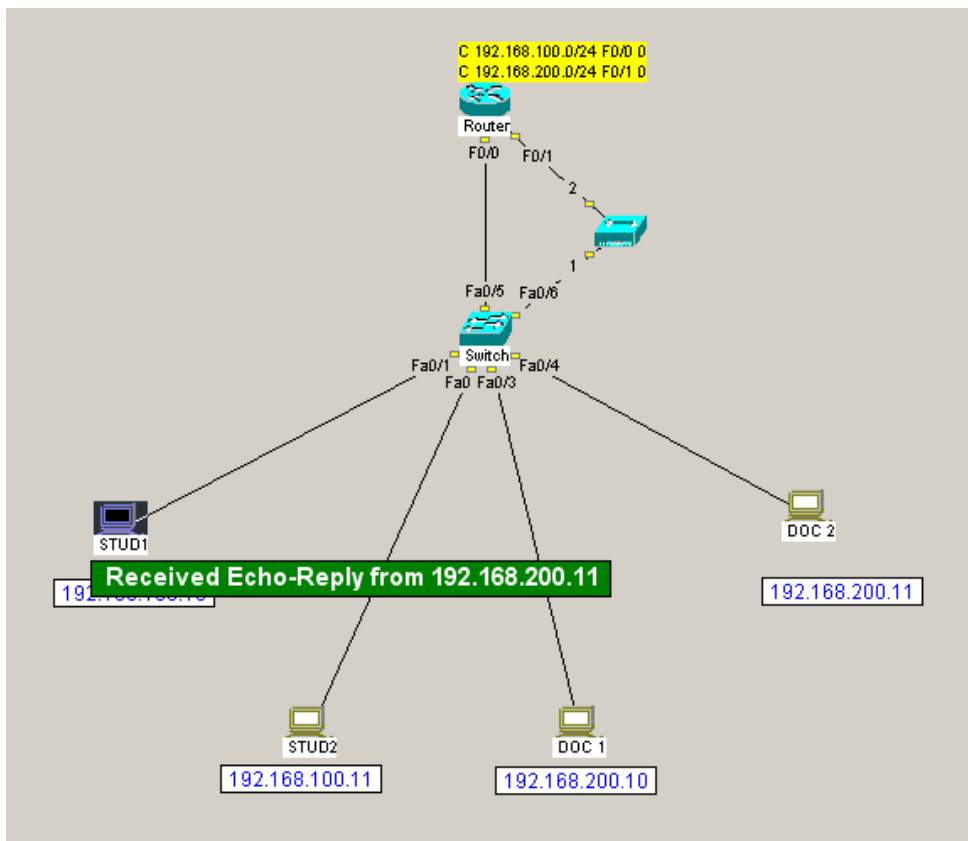 C 192.168.100.0/24 F0/0 0
C 192.168.200.0/24 F0/1 0
Router
F0/0
F0/1
2
1
Fa0/5
Fa0/6
Switch
Fa0/1
Fa0/4
Fa0
Fa0/3
STUD1
DOC 2
Received Echo-Reply from 192.168.200.11
192.168.200.11
STUD2
DOC 1
192.168.100.11
192.168.200.10